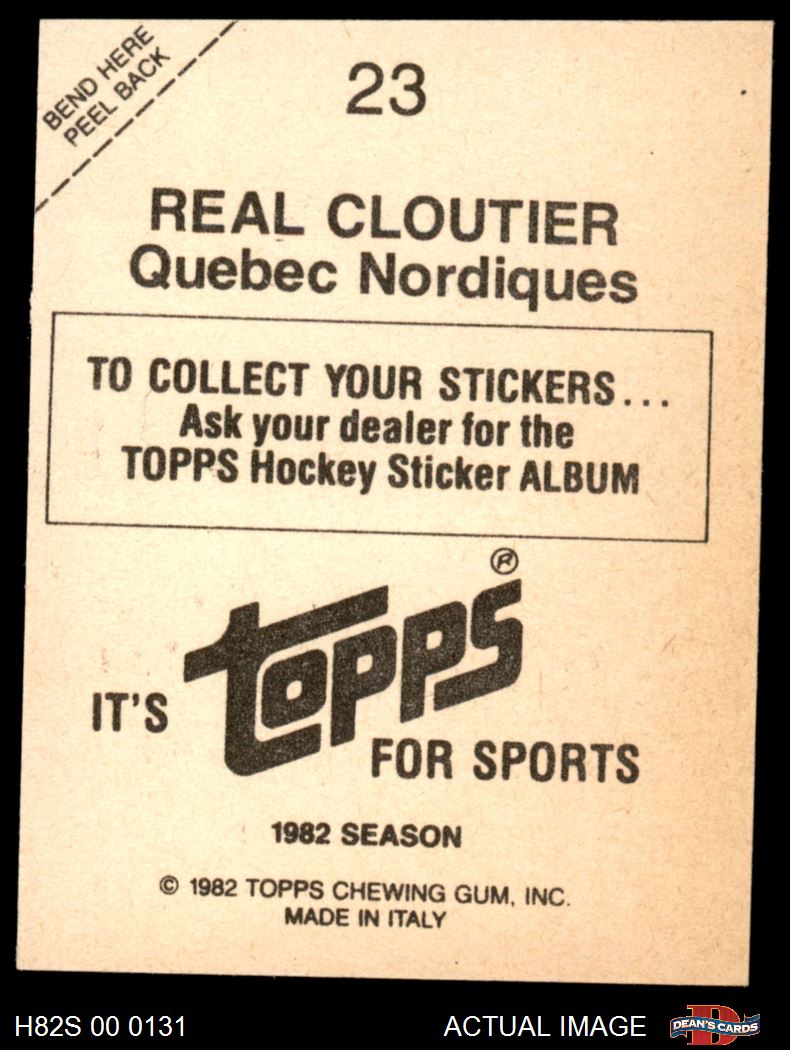 BEND HERE
PEEL BACK
23
REAL CLOUTIER
Quebec Nordiques
TO COLLECT YOUR STICKERS...
Ask your dealer for the
TOPPS Hockey Sticker ALBUM
topps®
IT'S
FOR SPORTS
1982 SEASON
© 1982 TOPPS CHEWING GUM, INC.
MADE IN ITALY
H82S 00 0131
ACTUAL IMAGE
D
DEAN'S CARDS